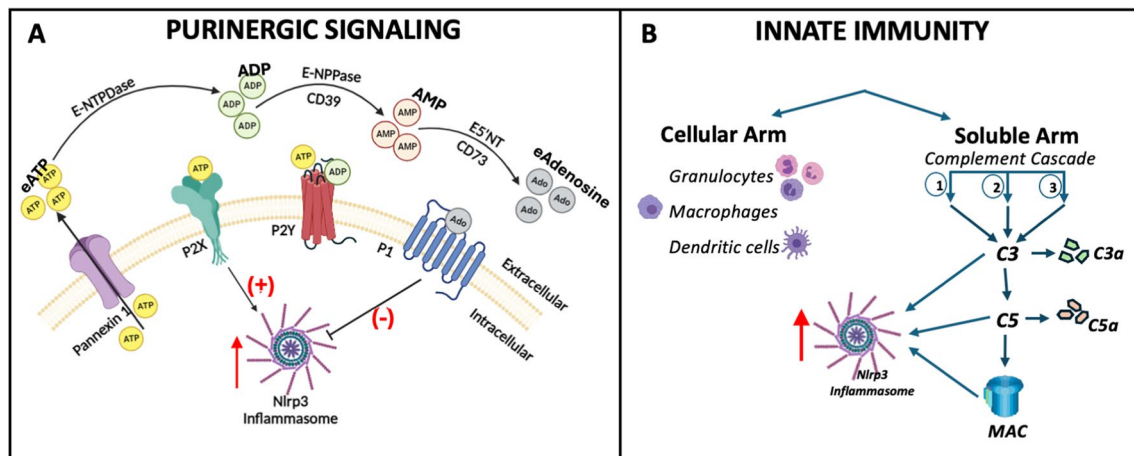 A
PURINERGIC SIGNALING
E-NTPDase
ADP
ADP
ADP
ADP
E-NPPase
CD39
AMP
AMP
AMP
AMP
E5'NT
CD73
eAdenosine
Ado
Ado
Ado
eATP
ATP
ATP
ATP
ATP
P2X
ATP
ADP
P2Y
Ado
P1
Pannexin 1
ATP
ATP
(+)
(-)
Extracellular
Intracellular
Nlrp3
Inflammasome
B
INNATE IMMUNITY
Cellular Arm
Granulocytes
Macrophages
Dendritic cells
Soluble Arm
Complement Cascade
1
2
3
C3
C3a
C5
C5a
MAC
Nlrp3
Inflammasome